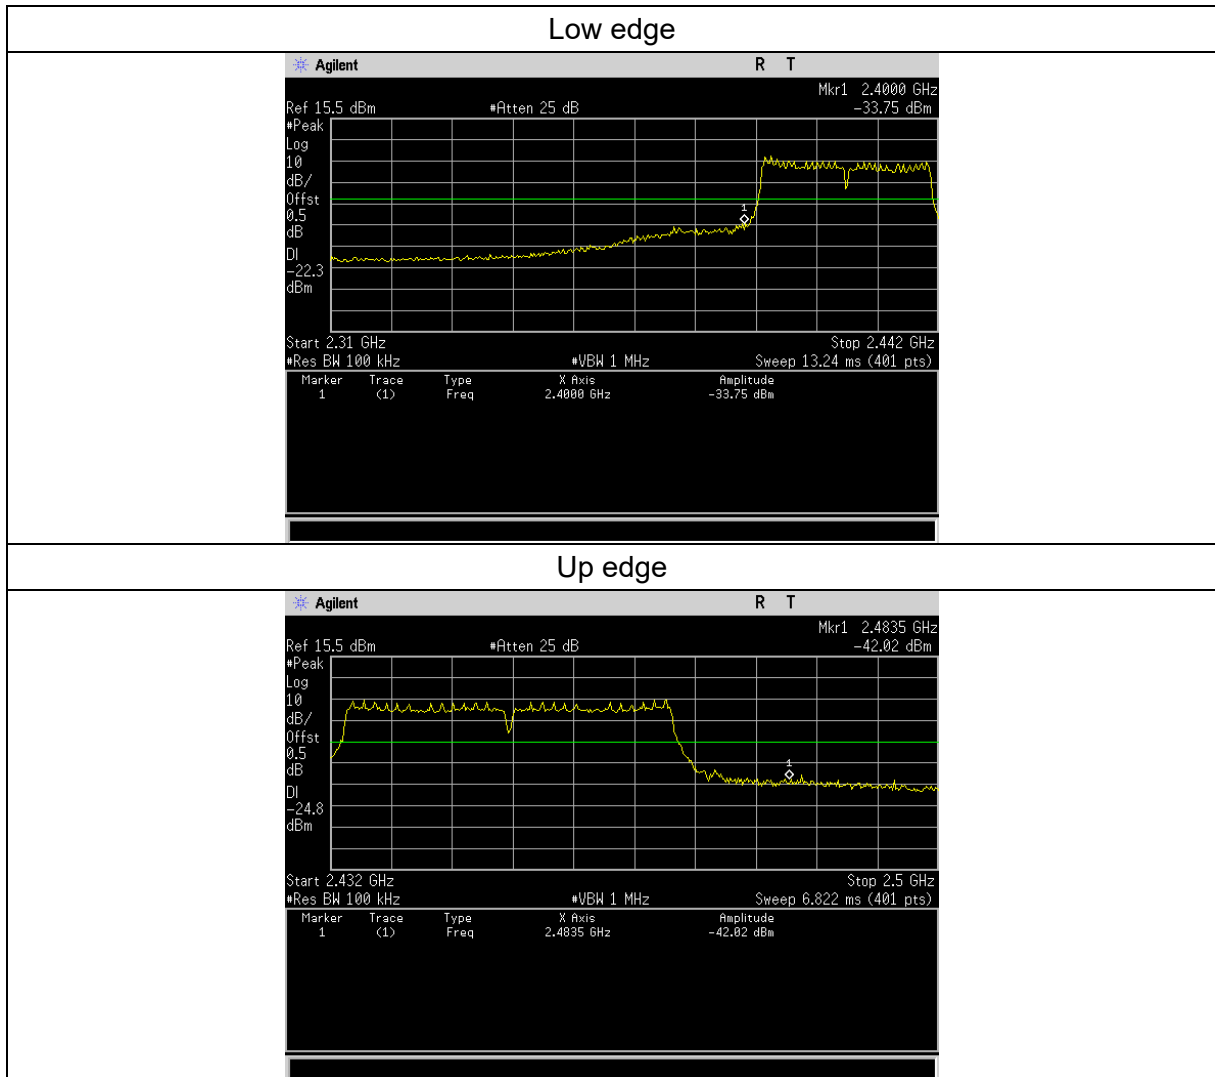 Low edge
Agilent R T
Mkr1 2.4000 GHz
Ref 15.5 dBm #Atten 25 dB -33.75 dBm
#Peak
Log
10
dB/
Offst
0.5
dB
DI
-22.3
dBm
1
Start 2.31 GHz Stop 2.442 GHz
#Res BW 100 kHz #VBW 1 MHz Sweep 13.24 ms (401 pts)
Marker Trace Type X Axis Amplitude
1 (1) Freq 2.4000 GHz -33.75 dBm
Up edge
Agilent R T
Mkr1 2.4835 GHz
Ref 15.5 dBm #Atten 25 dB -42.02 dBm
#Peak
Log
10
dB/
Offst
0.5
dB
DI
-24.8
dBm
1
Start 2.432 GHz Stop 2.5 GHz
#Res BW 100 kHz #VBW 1 MHz Sweep 6.822 ms (401 pts)
Marker Trace Type X Axis Amplitude
1 (1) Freq 2.4835 GHz -42.02 dBm